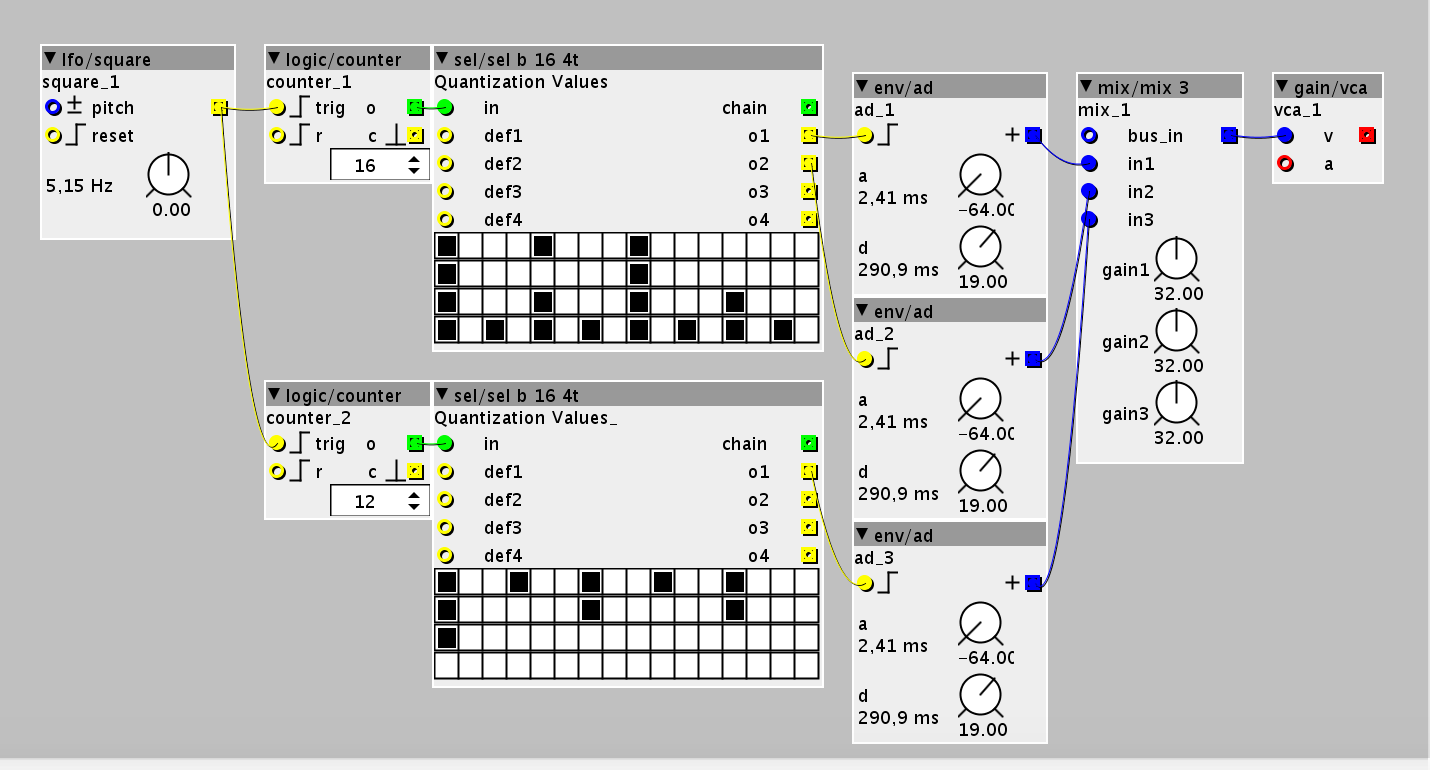 lfo/square
square_1
± pitch
reset
5,15 Hz
0.00
logic/counter
counter_1
trig o
r c
16
sel/sel b 16 4t
Quantization Values
in chain
def1 o1
def2 o2
def3 o3
def4 o4
logic/counter
counter_2
trig o
r c
12
sel/sel b 16 4t
Quantization Values_
in chain
def1 o1
def2 o2
def3 o3
def4 o4
env/ad
ad_1
+
a
2,41 ms
-64.00
d
290,9 ms
19.00
env/ad
ad_2
+
a
2,41 ms
-64.00
d
290,9 ms
19.00
env/ad
ad_3
+
a
2,41 ms
-64.00
d
290,9 ms
19.00
mix/mix 3
mix_1
bus_in
in1
in2
in3
gain1
32.00
gain2
32.00
gain3
32.00
gain/vca
vca_1
v
a